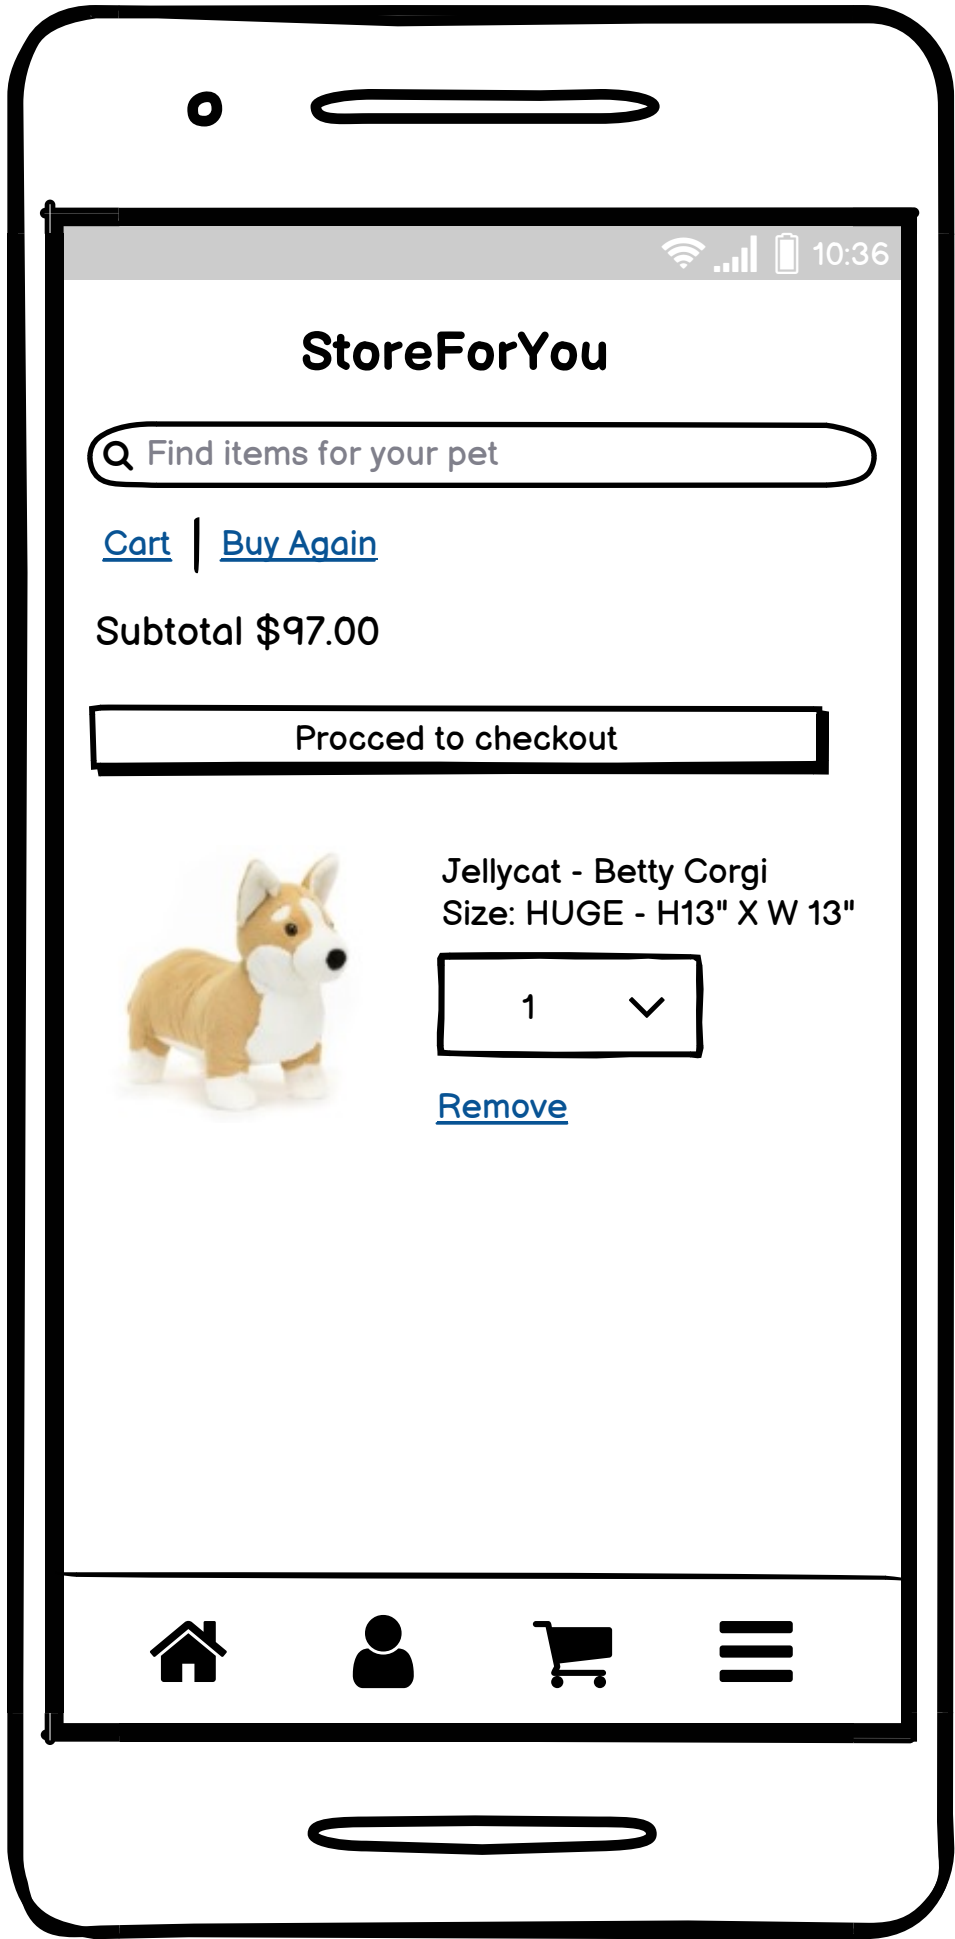 10:36
StoreForYou
Find items for your pet
Cart | Buy Again
Subtotal $97.00
Procced to checkout
Jellycat - Betty Corgi
Size: HUGE - H13" X W 13"
1
Remove